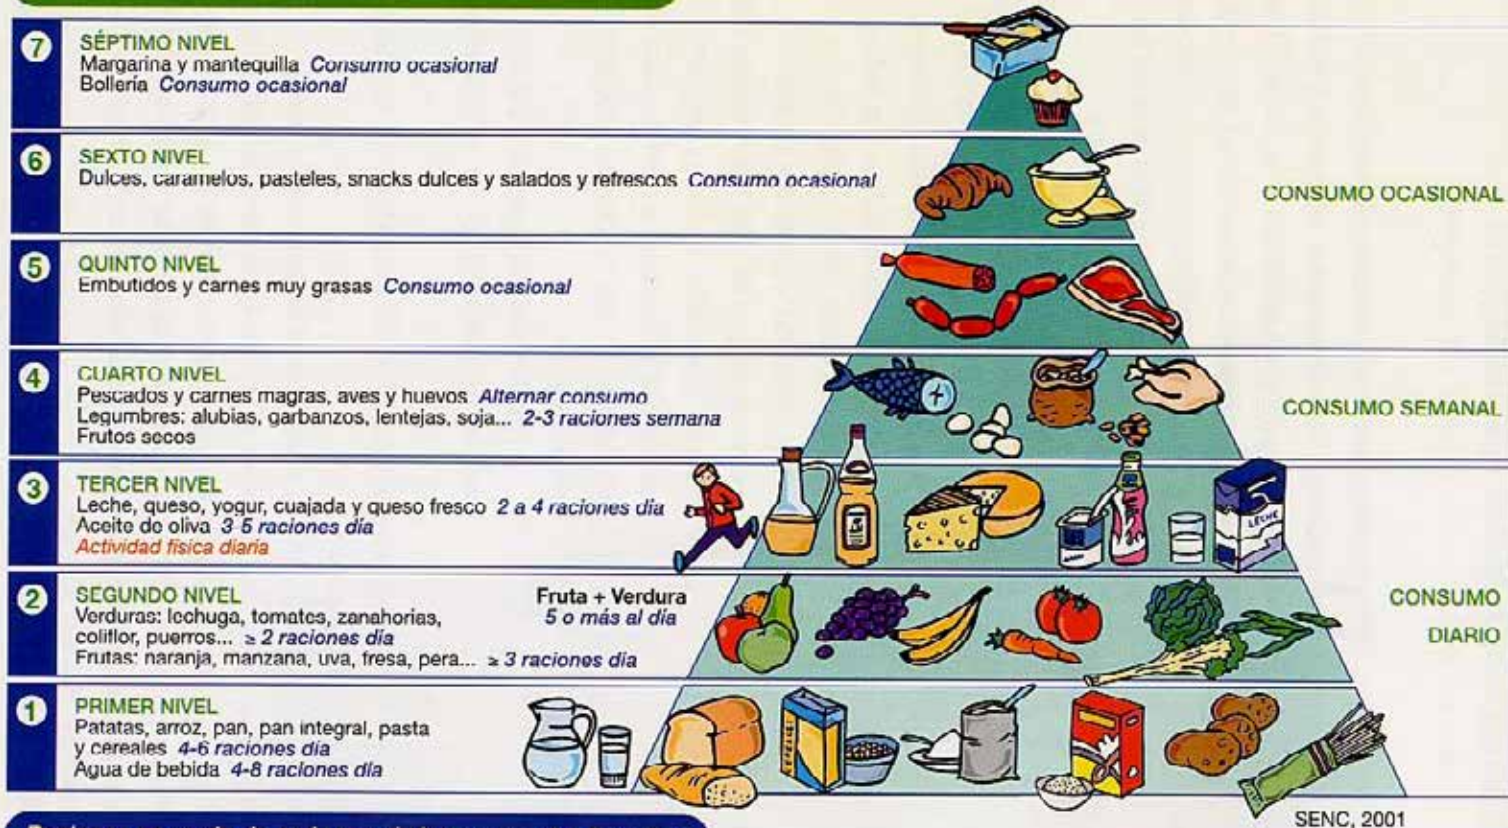 7
SÉPTIMO NIVEL
Margarina y mantequilla Consumo ocasional
Bollería Consumo ocasional
6
SEXTO NIVEL
Dulces, caramelos, pasteles, snacks dulces y salados y refrescos Consumo ocasional
CONSUMO OCASIONAL
5
QUINTO NIVEL
Embutidos y carnes muy grasas Consumo ocasional
4
CUARTO NIVEL
Pescados y carnes magras, aves y huevos Alternar consumo
Legumbres: alubias, garbanzos, lentejas, soja... 2-3 raciones semana
Frutos secos
CONSUMO SEMANAL
3
TERCER NIVEL
Leche, queso, yogur, cuajada y queso fresco 2 a 4 raciones día
Aceite de oliva 3-5 raciones día
Actividad física diaria
LECHE
2
SEGUNDO NIVEL
Verduras: lechuga, tomates, zanahorias,
coliflor, puerros... ≥ 2 raciones día
Frutas: naranja, manzana, uva, fresa, pera... ≥ 3 raciones día
Fruta + Verdura
5 o más al día
CONSUMO
DIARIO
1
PRIMER NIVEL
Patatas, arroz, pan, pan integral, pasta
y cereales 4-6 raciones día
Agua de bebida 4-8 raciones día
SENC, 2001